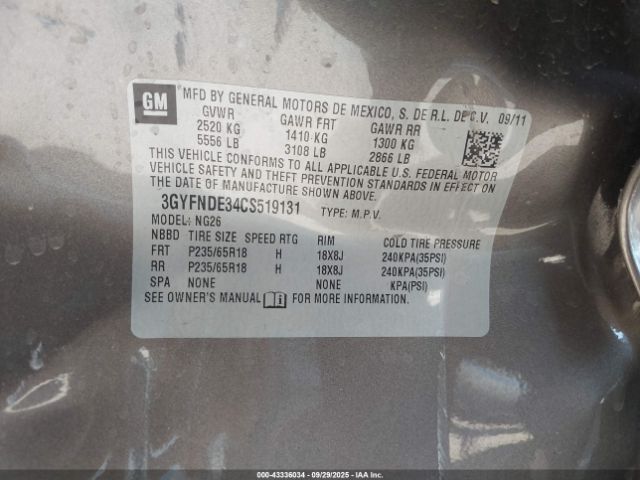 GM
MFD BY GENERAL MOTORS DE MEXICO, S. DE R.L. DE C.V. 09/11
GVWR GAWR FRT GAWR RR
2520 KG 1410 KG 1300 KG
5556 LB 3108 LB 2866 LB
THIS VEHICLE CONFORMS TO ALL APPLICABLE U.S. FEDERAL MOTOR
VEHICLE SAFETY AND THEFT PREVENTION STANDARDS IN EFFECT ON
THE DATE OF MANUFACTURE SHOWN ABOVE.
3GYFNDE34CS519131 TYPE: M.P.V.
MODEL: NG26
NBBD TIRE SIZE SPEED RTG RIM COLD TIRE PRESSURE
FRT P235/65R18 H 18X8J 240KPA(35PSI)
RR P235/65R18 H 18X8J 240KPA(35PSI)
SPA NONE NONE KPA(PSI)
SEE OWNER'S MANUAL FOR MORE INFORMATION.
000-43336034 | 09/29/2025 | IAA Inc.